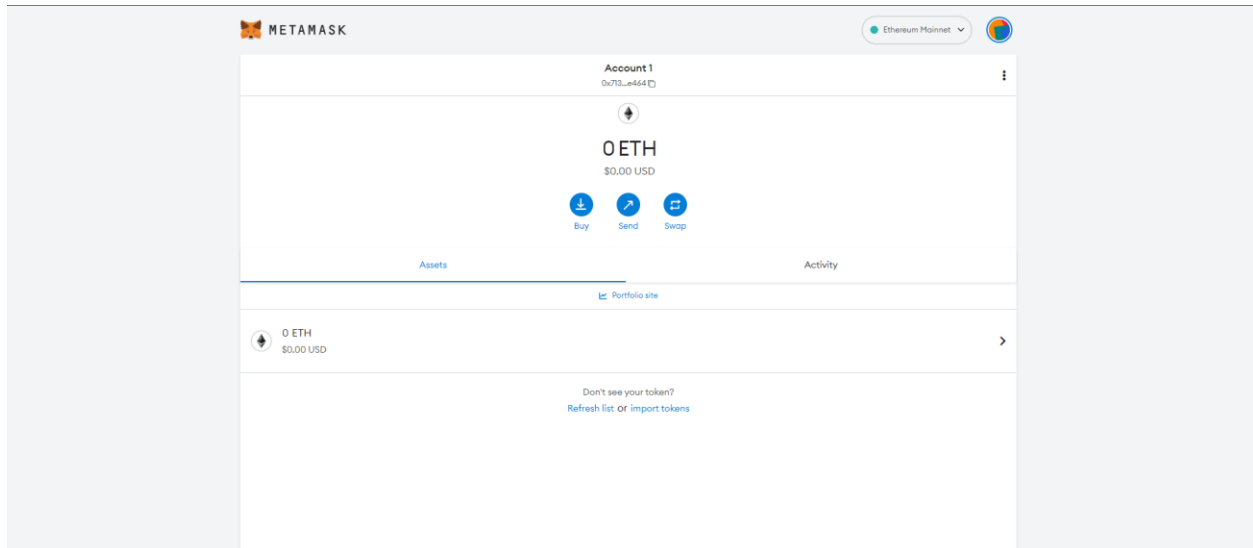 METAMASK
Ethereum Mainnet
Account 1
0x713...e464
0 ETH
$0.00 USD
Buy Send Swap
Assets Activity
Portfolio site
0 ETH
$0.00 USD
Don't see your token?
Refresh list or import tokens